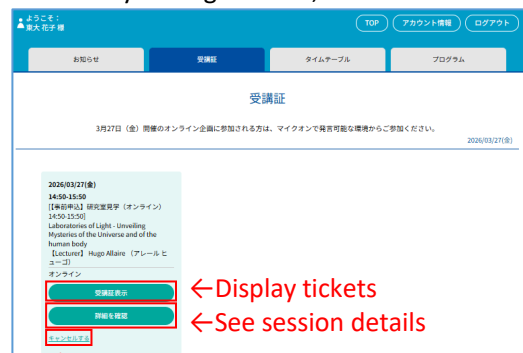 ようこそ：
東大 花子 様
TOP
アカウント情報
ログアウト
お知らせ
受講証
タイムテーブル
プログラム
受講証
3月27日（金）開催のオンライン企画に参加される方は、マイクオンで発言可能な環境からご参加ください。
2026/03/27(金)
2026/03/27(金)
14:50-15:50
[【事前申込】研究室見学（オンライン）
14:50-15:50]
Laboratories of Light - Unveiling
Mysteries of the Universe and of the
human body
【Lecturer】Hugo Allaire （アレール ヒ
ューゴ）
オンライン
受講証表示
←Display tickets
詳細を確認
←See session details
キャンセルする